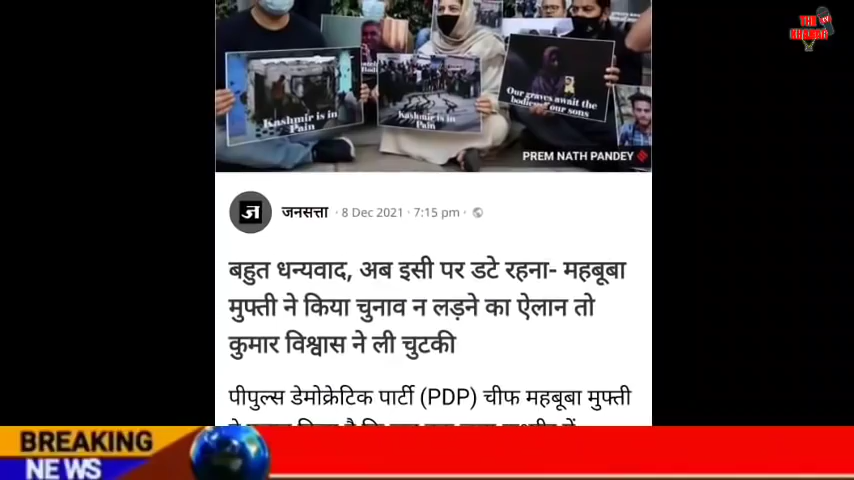 THE
KHABAR
Kashmir is in
Pain
Kashmir is in
Pain
Our graves await the
bodies of our sons
PREM NATH PANDEY
ज जनसत्ता · 8 Dec 2021 · 7:15 pm ·
बहुत धन्यवाद, अब इसी पर डटे रहना- महबूबा
मुफ्ती ने किया चुनाव न लड़ने का ऐलान तो
कुमार विश्वास ने ली चुटकी
पीपुल्स डेमोक्रेटिक पार्टी (PDP) चीफ महबूबा मुफ्ती
BREAKING
NEWS